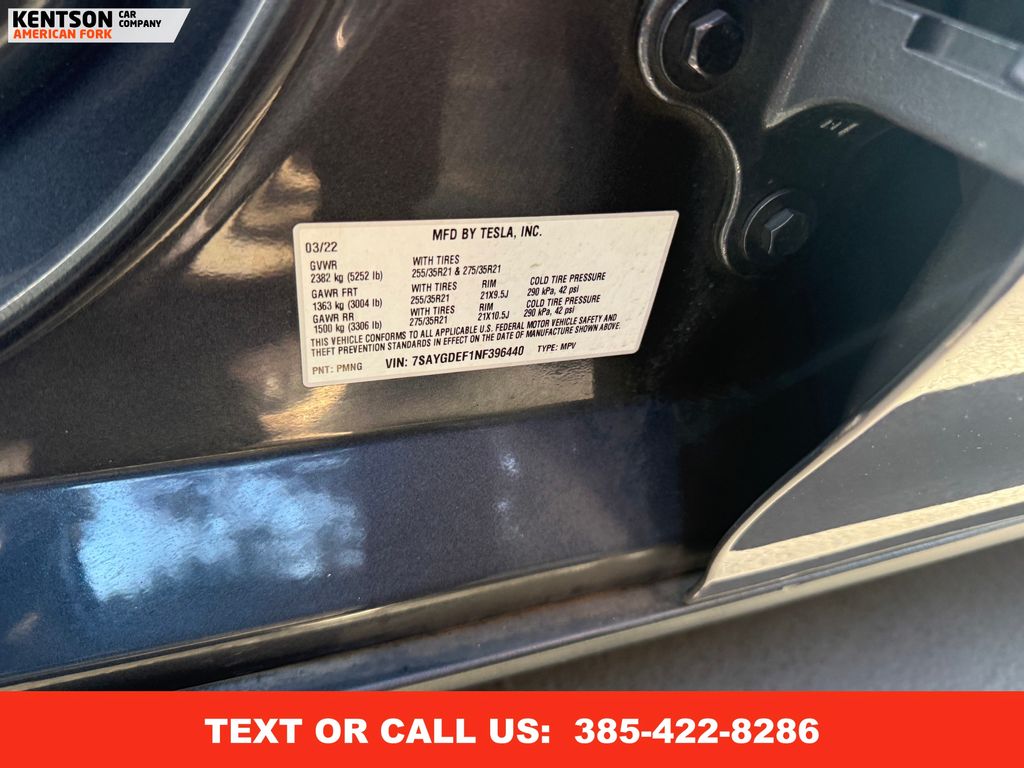 KENTSON CAR COMPANY
AMERICAN FORK
MFD BY TESLA, INC.
03/22
GVWR WITH TIRES
2382 kg (5252 lb) 255/35R21 & 275/35R21
GAWR FRT WITH TIRES RIM COLD TIRE PRESSURE
1363 kg (3004 lb) 255/35R21 21X9.5J 290 kPa, 42 psi
GAWR RR WITH TIRES RIM COLD TIRE PRESSURE
1500 kg (3306 lb) 275/35R21 21X10.5J 290 kPa, 42 psi
THIS VEHICLE CONFORMS TO ALL APPLICABLE U.S. FEDERAL MOTOR VEHICLE SAFETY AND
THEFT PREVENTION STANDARDS IN EFFECT ON THE DATE OF MANUFACTURE SHOWN ABOVE.
PNT: PMNG VIN: 7SAYGDEF1NF396440 TYPE: MPV
TEXT OR CALL US: 385-422-8286